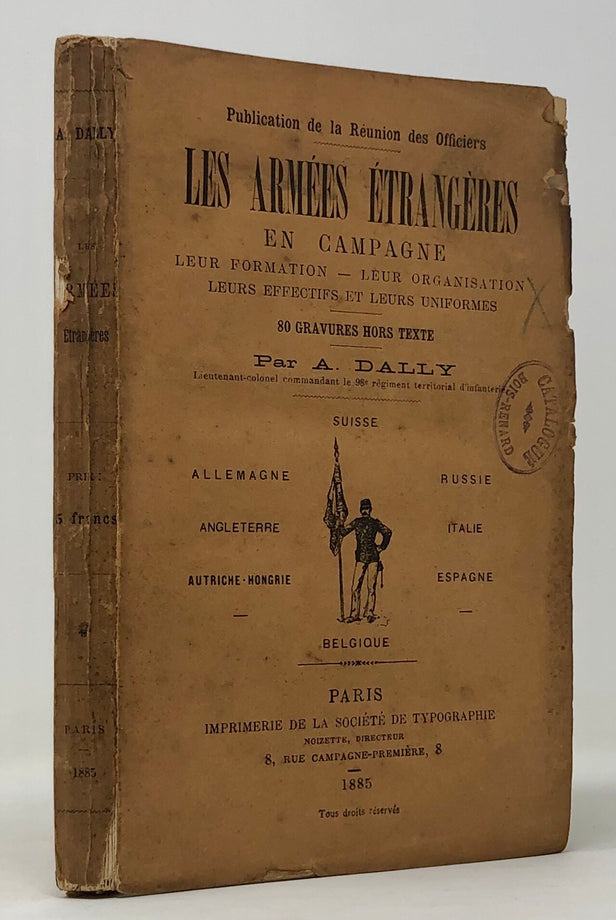 Publication de la Réunion des Officiers
LES ARMÉES ÉTRANGÈRES
EN CAMPAGNE
LEUR FORMATION — LEUR ORGANISATION
LEURS EFFECTIFS ET LEURS UNIFORMES
80 GRAVURES HORS TEXTE
Par A. DALLY
Lieutenant-colonel commandant le 98e régiment territorial d'infanterie
SUISSE
ALLEMAGNE
RUSSIE
ANGLETERRE
ITALIE
AUTRICHE-HONGRIE
ESPAGNE
BELGIQUE
PARIS
IMPRIMERIE DE LA SOCIÉTÉ DE TYPOGRAPHIE
NOIZETTE, DIRECTEUR
8, RUE CAMPAGNE-PREMIÈRE, 8
1885
Tous droits réservés
CATALOGUE
BOIS-RENARD
A. DALLY
LES
ARMÉES
Etrangères
PRIX :
5 francs
PARIS
1885